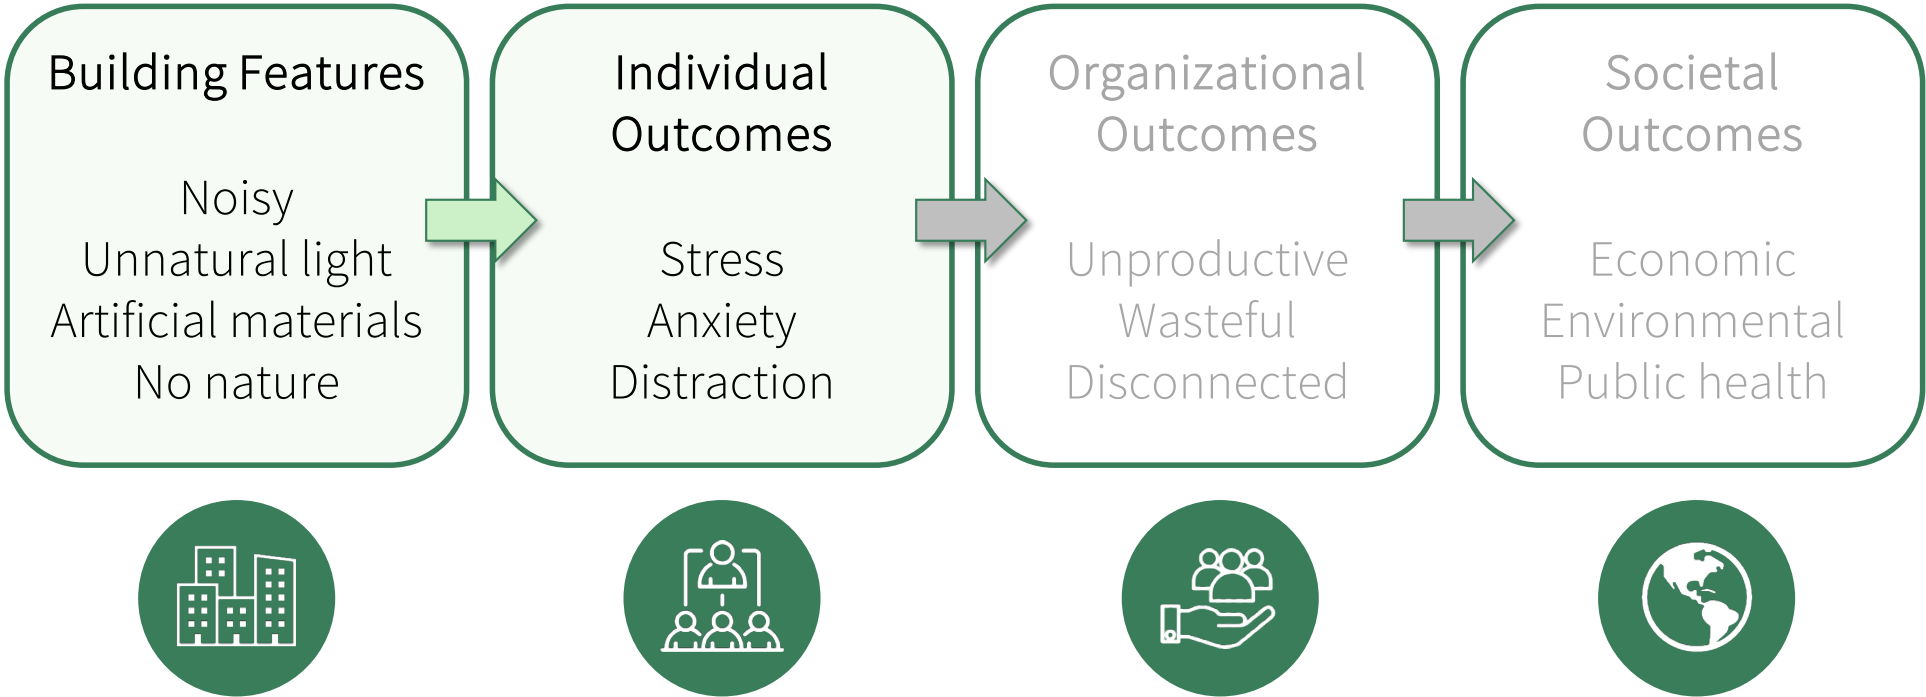 Building Features
Noisy
Unnatural light
Artificial materials
No nature
Individual
Outcomes
Stress
Anxiety
Distraction
Organizational
Outcomes
Unproductive
Wasteful
Disconnected
Societal
Outcomes
Economic
Environmental
Public health